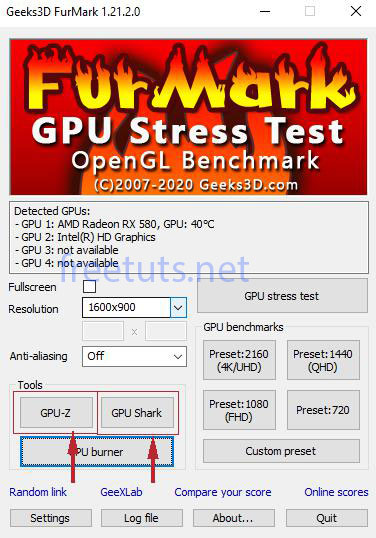 Geeks3D FurMark 1.21.2.0
FurMark
GPU Stress Test
OpenGL Benchmark
(C)2007-2020 Geeks3D.com
Detected GPUs:
- GPU 1: AMD Radeon RX 580, GPU: 40°C
- GPU 2: Intel(R) HD Graphics
- GPU 3: not available
- GPU 4: not available
freetuts.net
Fullscreen
Resolution
1600x900
x
Anti-aliasing
Off
GPU stress test
GPU benchmarks
Preset:2160
(4K/UHD)
Preset:1440
(QHD)
Preset:1080
(FHD)
Preset:720
Custom preset
Tools
GPU-Z
GPU Shark
PU burner
Random link
GeeXLab
Compare your score
Online scores
Settings
Log file
About...
Quit